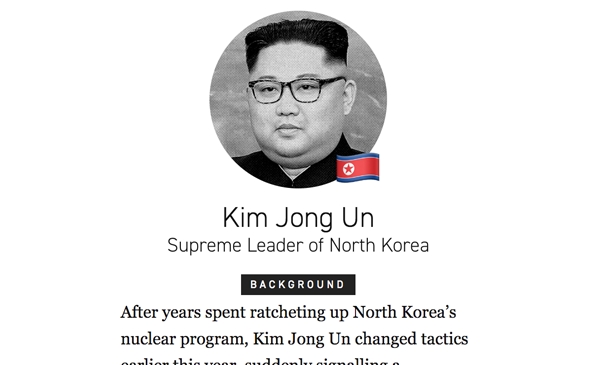 Kim Jong Un
Supreme Leader of North Korea
BACKGROUND
After years spent ratcheting up North Korea’s
nuclear program, Kim Jong Un changed tactics
earlier this year, suddenly signalling a